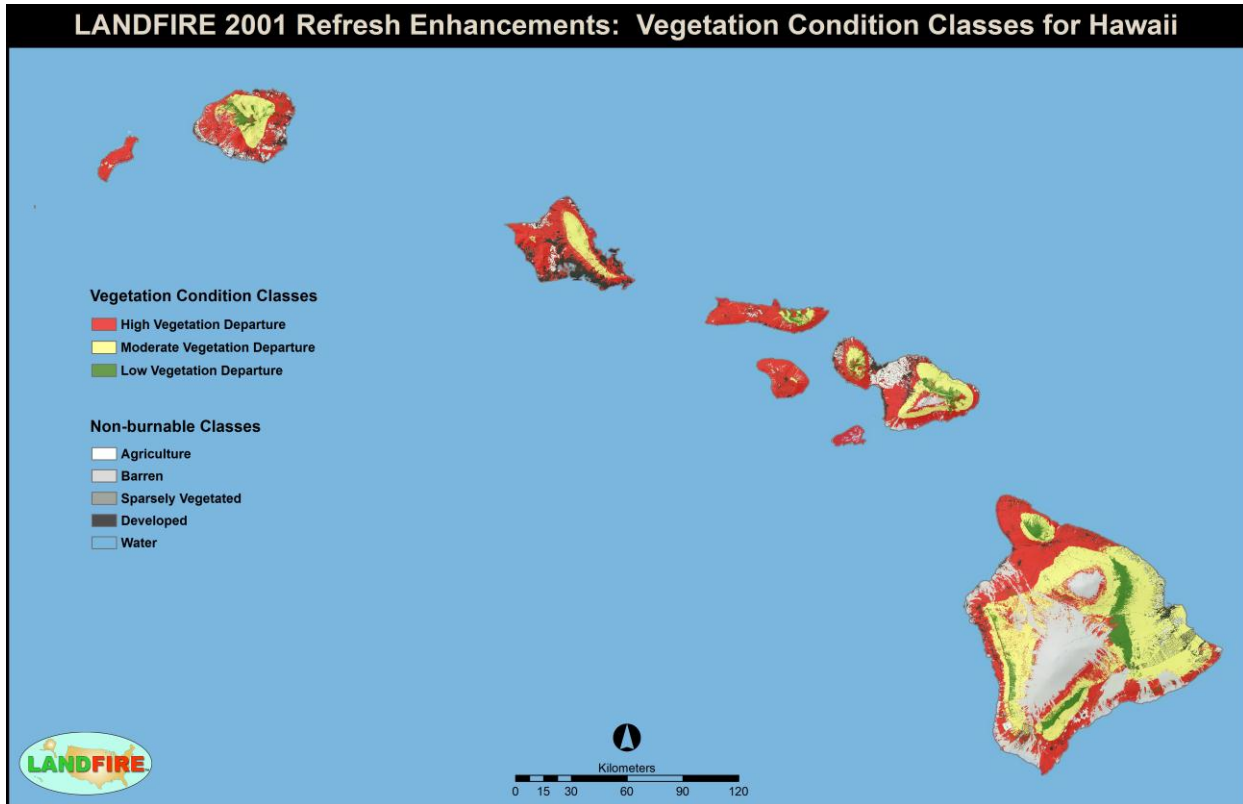 LANDFIRE 2001 Refresh Enhancements: Vegetation Condition Classes for Hawaii
Vegetation Condition Classes
High Vegetation Departure
Moderate Vegetation Departure
Low Vegetation Departure
Non-burnable Classes
Agriculture
Barren
Sparsely Vegetated
Developed
Water
LANDFIRE
Kilometers
0 15 30 60 90 120